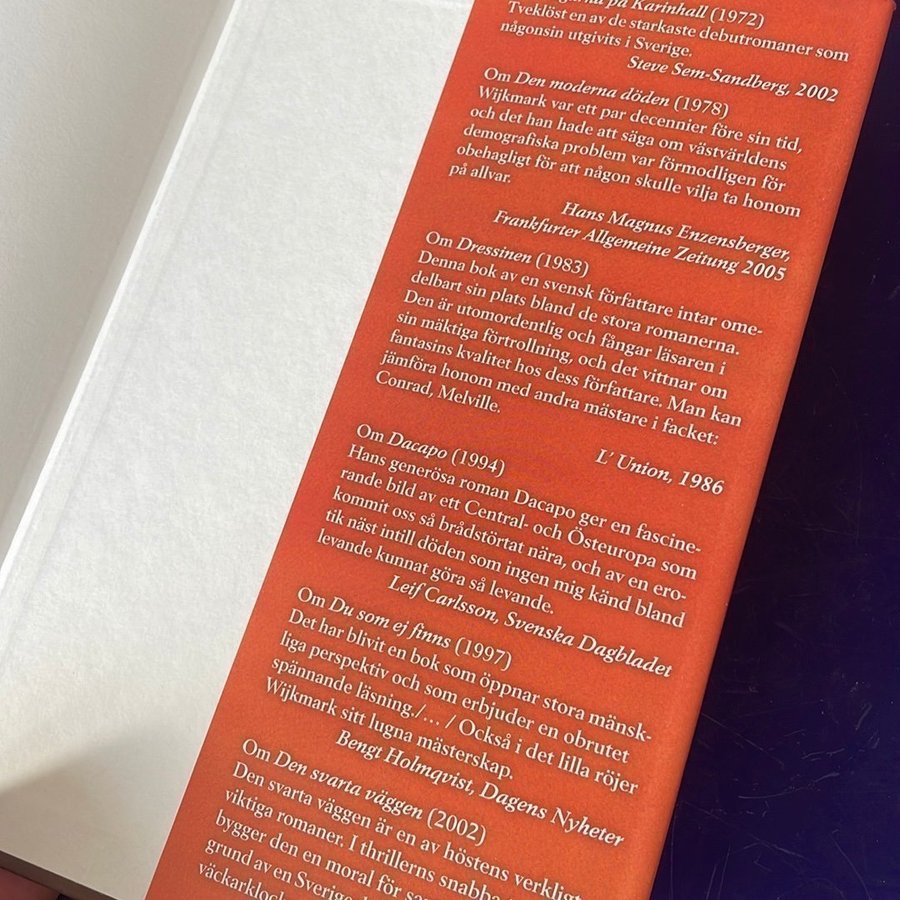 på Karinhall (1972)
Tveklöst en av de starkaste debutromaner som
någonsin utgivits i Sverige.
Steve Sem-Sandberg, 2002
Om Den moderna döden (1978)
Wijkmark var ett par decennier före sin tid,
och det han hade att säga om västvärldens
demografiska problem var förmodligen för
obehagligt för att någon skulle vilja ta honom
på allvar.
Hans Magnus Enzensberger,
Frankfurter Allgemeine Zeitung 2005
Om Dressinen (1983)
Denna bok av en svensk författare intar ome-
delbart sin plats bland de stora romanerna.
Den är utomordentlig och fångar läsaren i
sin mäktiga förtrollning, och det vittnar om
fantasins kvalitet hos dess författare. Man kan
jämföra honom med andra mästare i facket:
Conrad, Melville.
L' Union, 1986
Om Dacapo (1994)
Hans generösa roman Dacapo ger en fascine-
rande bild av ett Central- och Östeuropa som
kommit oss så brådstörtat nära, och av en ero-
tik näst intill döden som ingen mig känd bland
levande kunnat göra så levande.
Leif Carlsson, Svenska Dagbladet
Om Du som ej finns (1997)
Det har blivit en bok som öppnar stora mänsk-
liga perspektiv och som erbjuder en obrutet
spännande läsning./… / Också i det lilla röjer
Wijkmark sitt lugna mästerskap.
Bengt Holmqvist, Dagens Nyheter
Om Den svarta väggen (2002)
Den svarta väggen är en av höstens verkligt
viktiga romaner. I thrillerns snabba
bygger den en moral för
grund av en